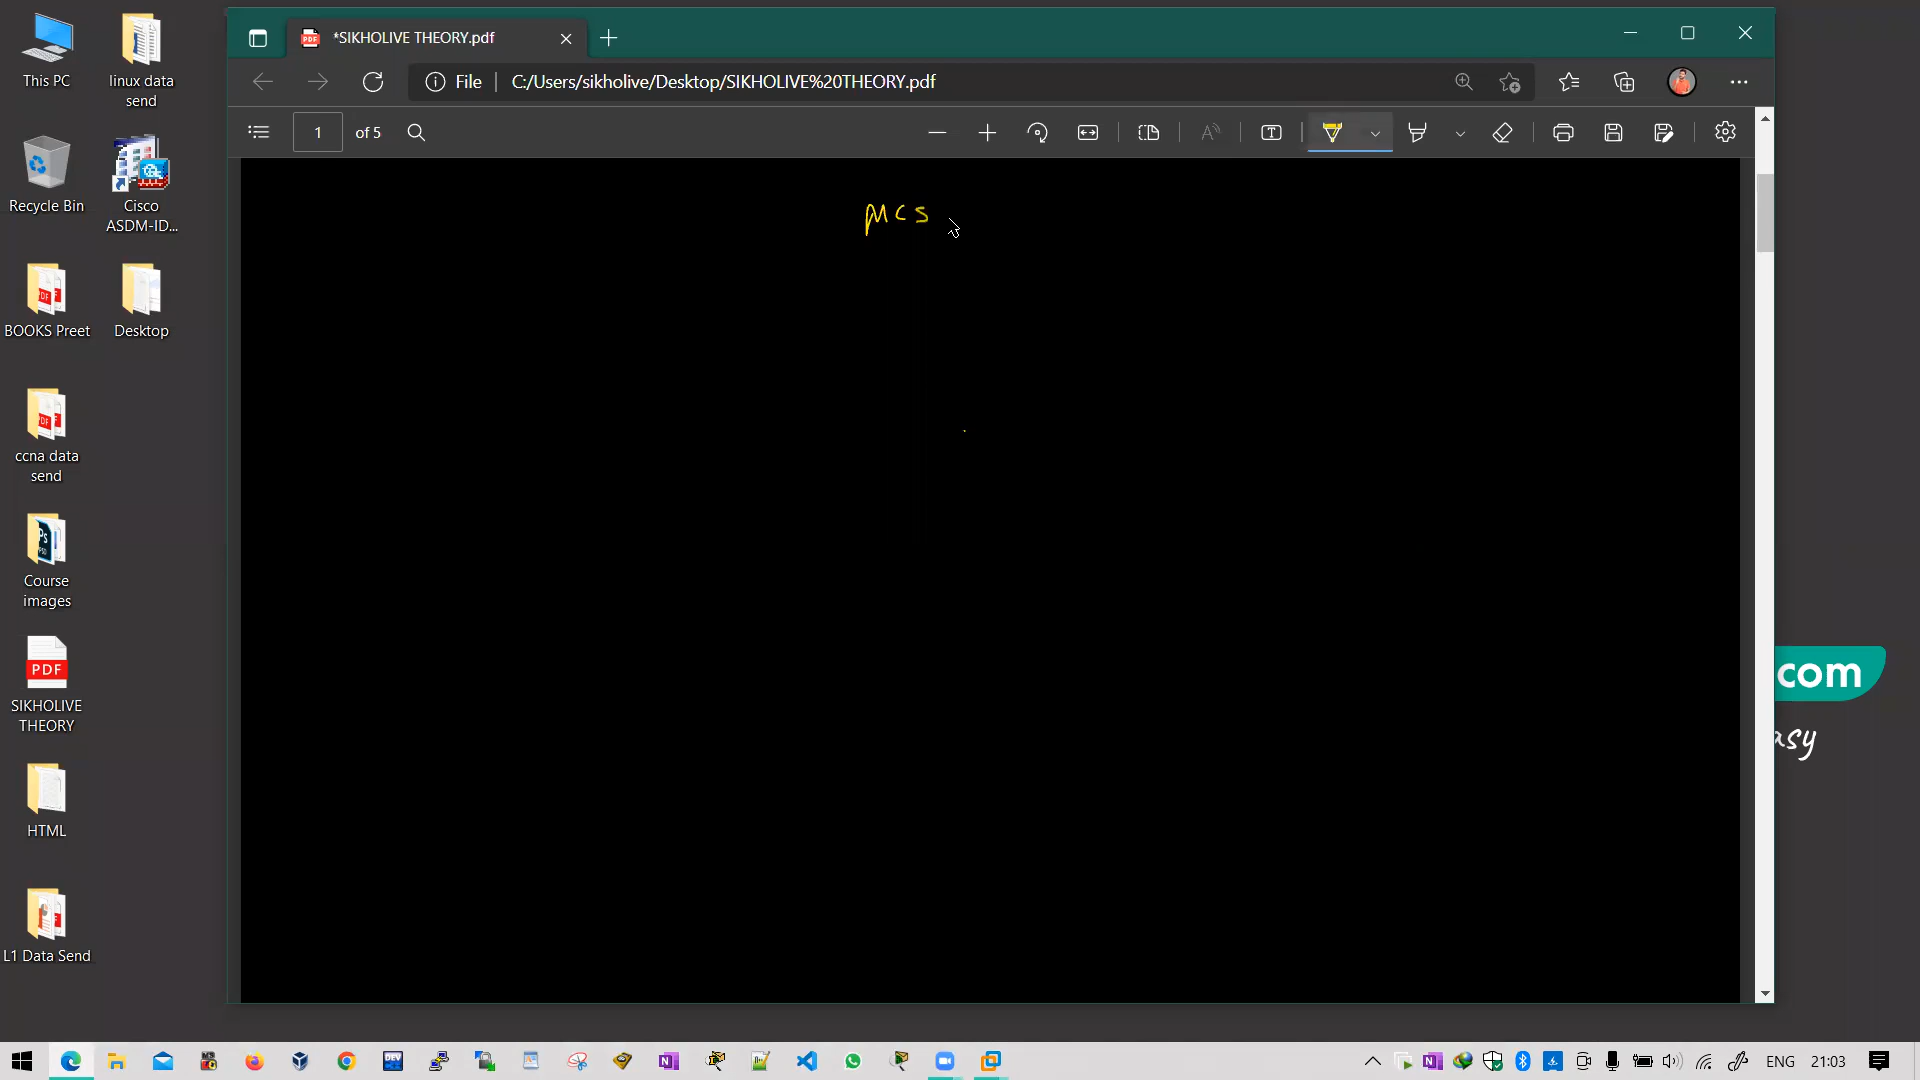 This PC
linux data
send
Recycle Bin
Cisco
ASDM-ID...
BOOKS Preet
Desktop
ccna data
send
Course
images
SIKHOLIVE
THEORY
HTML
L1 Data Send
*SIKHOLIVE THEORY.pdf
File
C:/Users/sikholive/Desktop/SIKHOLIVE%20THEORY.pdf
1 of 5
MCS
com
asy
ENG
21:03